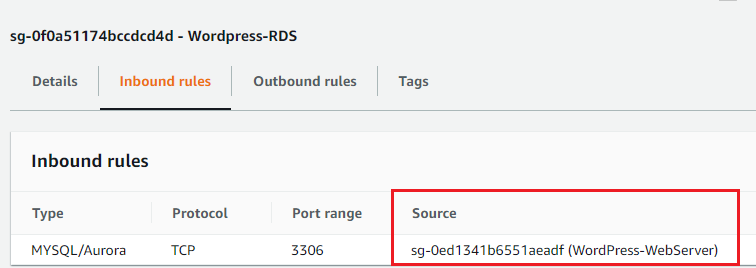 sg-0f0a51174bccdcd4d - Wordpress-RDS
Details Inbound rules Outbound rules Tags
Inbound rules
Type Protocol Port range Source
MYSQL/Aurora TCP 3306 sg-0ed1341b6551aeadf (WordPress-WebServer)